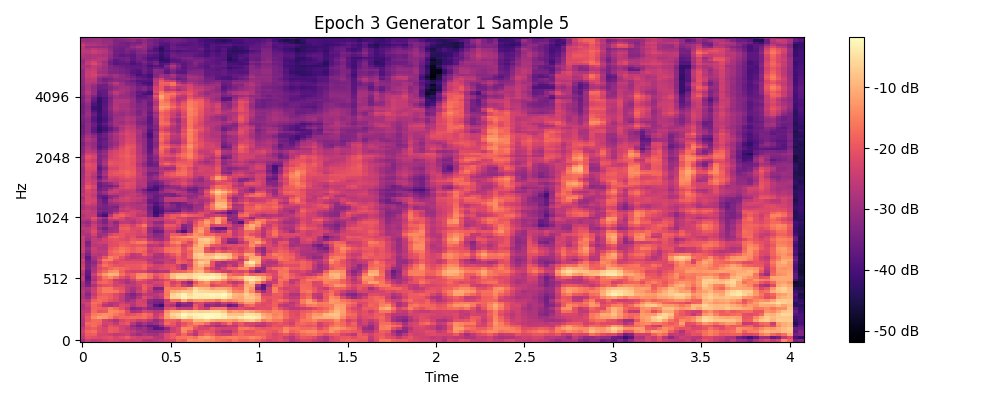 Epoch 3 Generator 1 Sample 5
Hz
4096
2048
1024
512
0
0 0.5 1 1.5 2 2.5 3 3.5 4
Time
-10 dB
-20 dB
-30 dB
-40 dB
-50 dB